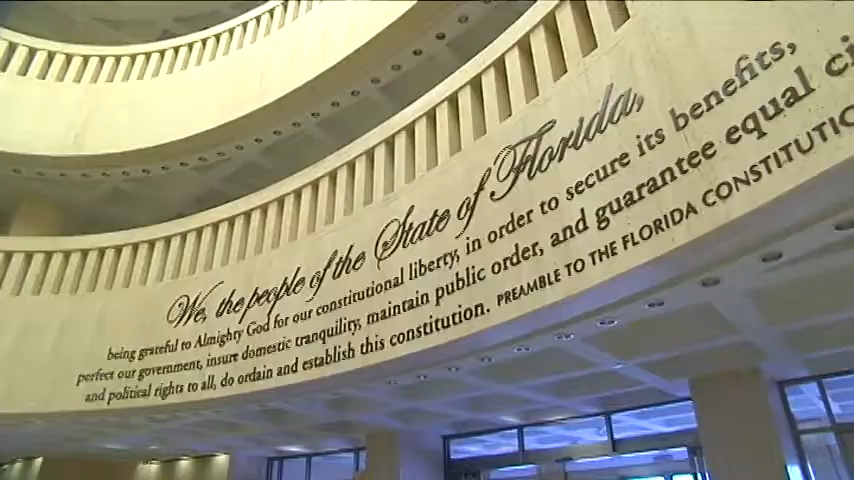 We, the people of the State of Florida,
being grateful to Almighty God for our constitutional liberty, in order to secure its benefits,
perfect our government, insure domestic tranquility, maintain public order, and guarantee equal
and political rights to all, do ordain and establish this constitution. PREAMBLE TO THE FLORIDA CONSTITUTION